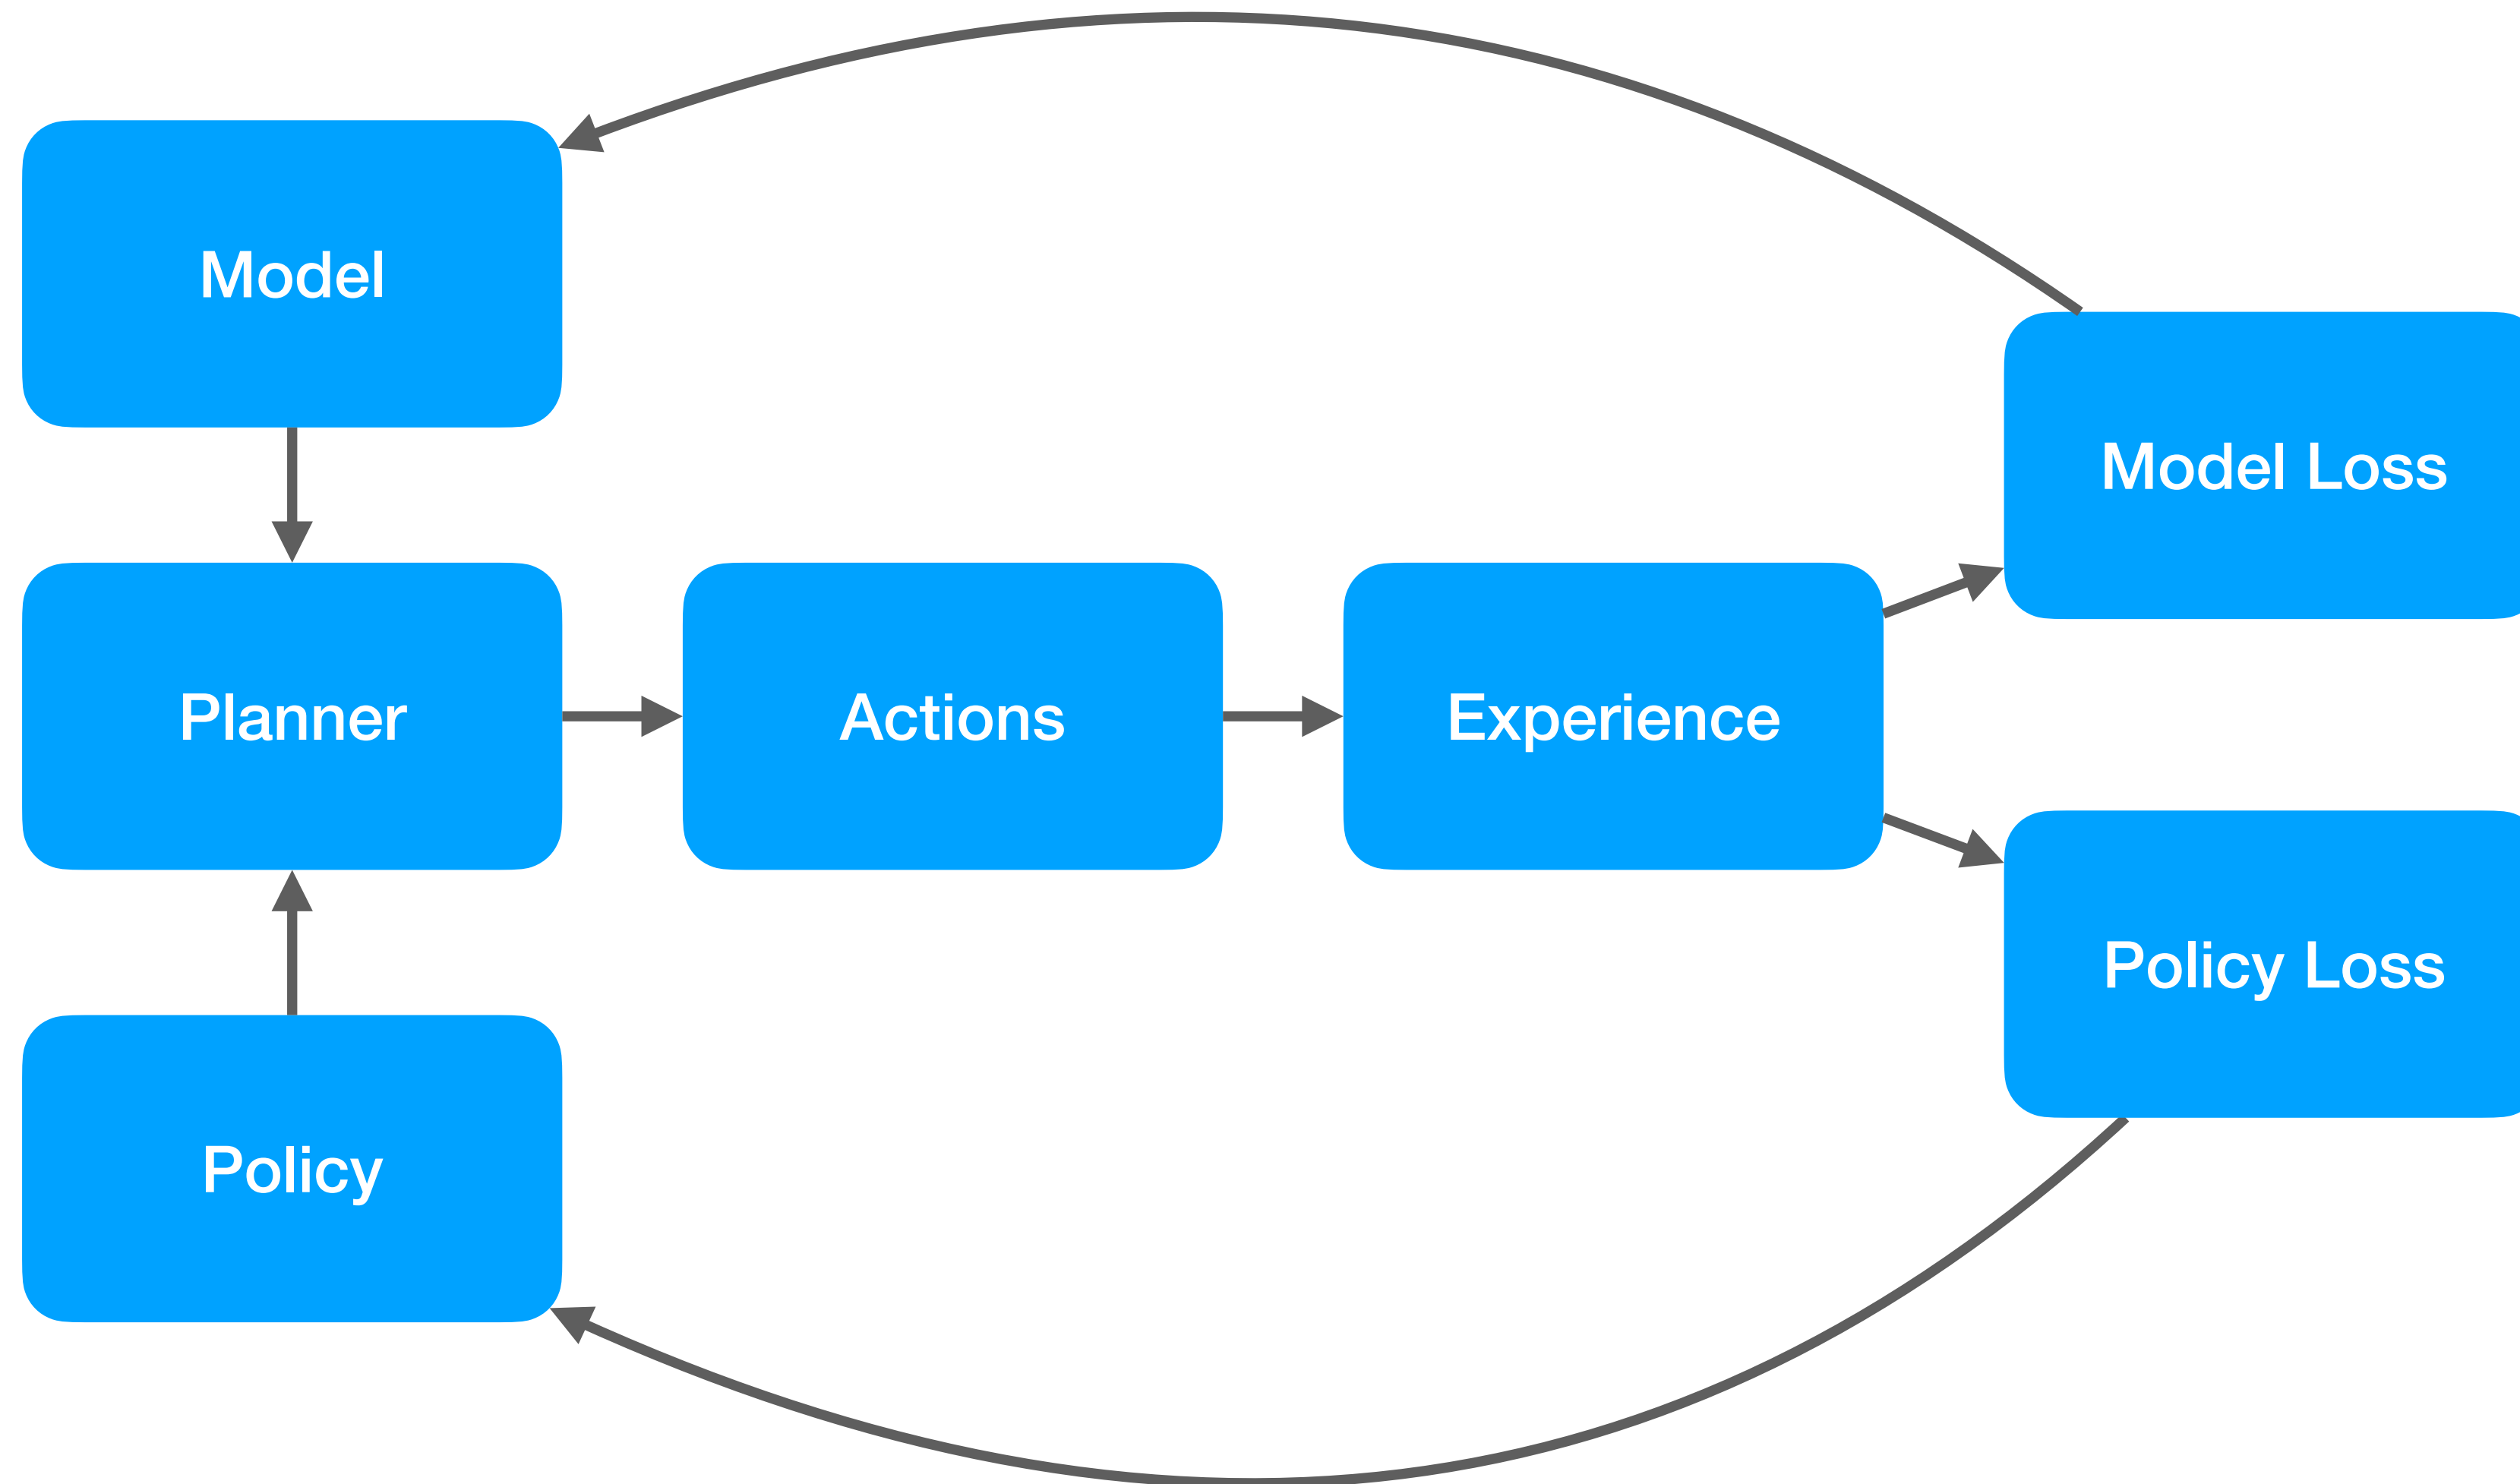 Model
Model Loss
Planner
Actions
Experience
Policy Loss
Policy